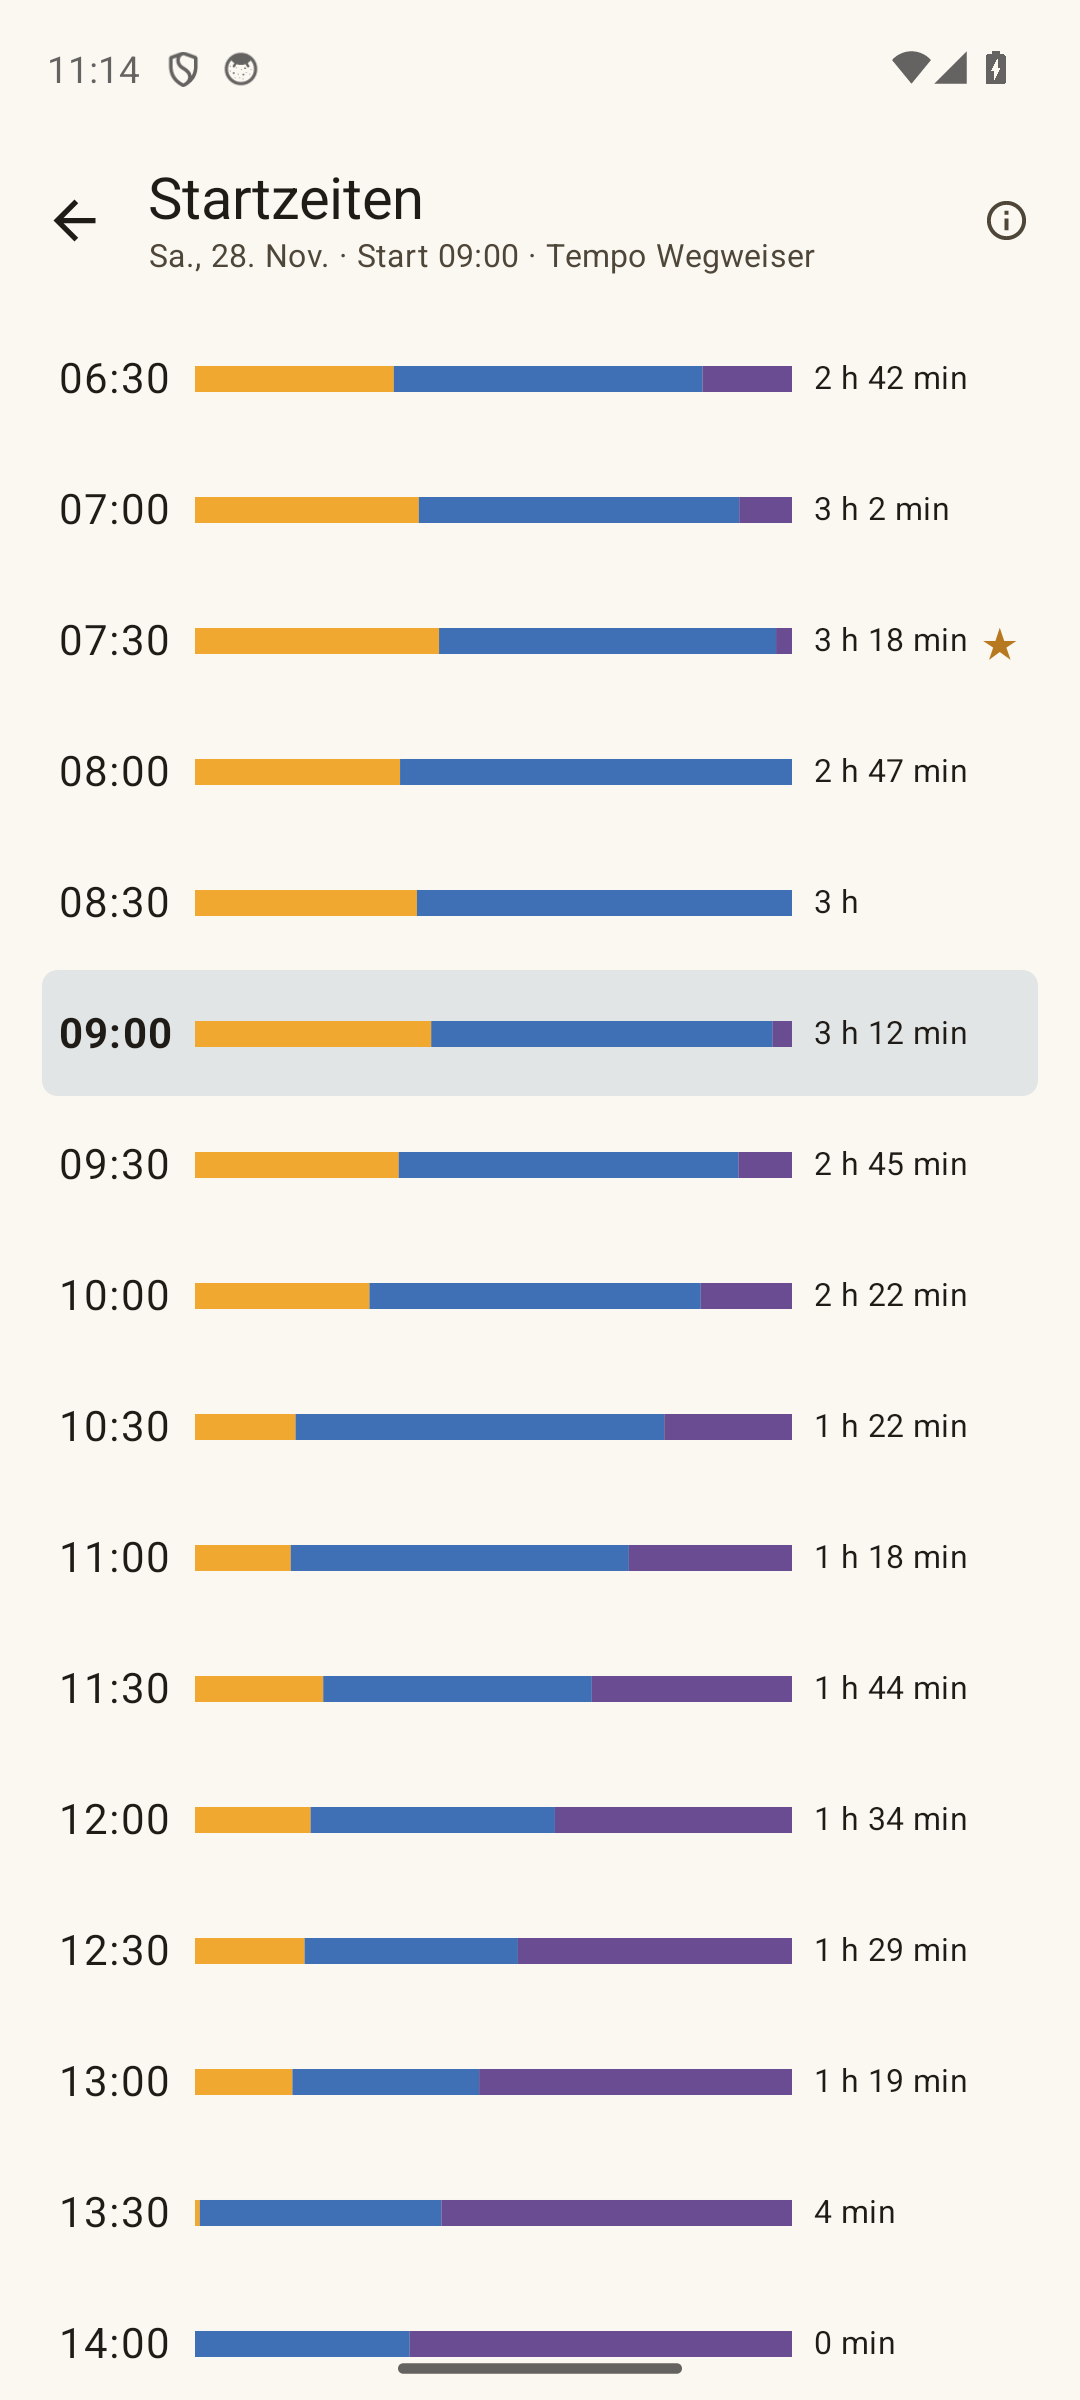 11:14
Startzeiten
Sa., 28. Nov. · Start 09:00 · Tempo Wegweiser
06:30 2 h 42 min
07:00 3 h 2 min
07:30 3 h 18 min ★
08:00 2 h 47 min
08:30 3 h
09:00 3 h 12 min
09:30 2 h 45 min
10:00 2 h 22 min
10:30 1 h 22 min
11:00 1 h 18 min
11:30 1 h 44 min
12:00 1 h 34 min
12:30 1 h 29 min
13:00 1 h 19 min
13:30 4 min
14:00 0 min